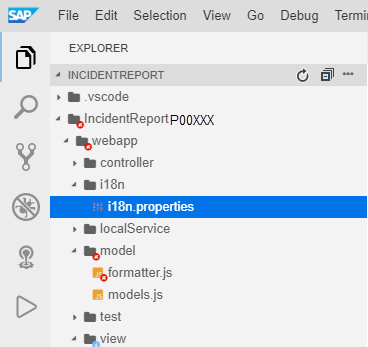 SAP File Edit Selection View Go Debug Termin
EXPLORER
INCIDENTREPORT
.vscode
IncidentReportP00XXX
webapp
controller
i18n
i18n.properties
localService
model
formatter.js
models.js
test
view